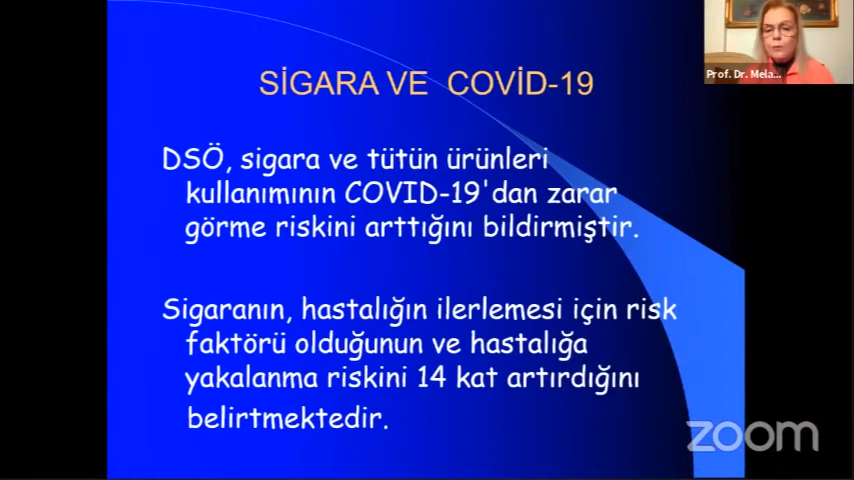 SİGARA VE COVİD-19
DSÖ, sigara ve tütün ürünleri
kullanımının COVID-19'dan zarar
görme riskini arttığını bildirmiştir.
Sigaranın, hastalığın ilerlemesi için risk
faktörü olduğunun ve hastalığa
yakalanma riskini 14 kat artırdığını
belirtmektedir.
Prof. Dr. Mela...
zoom